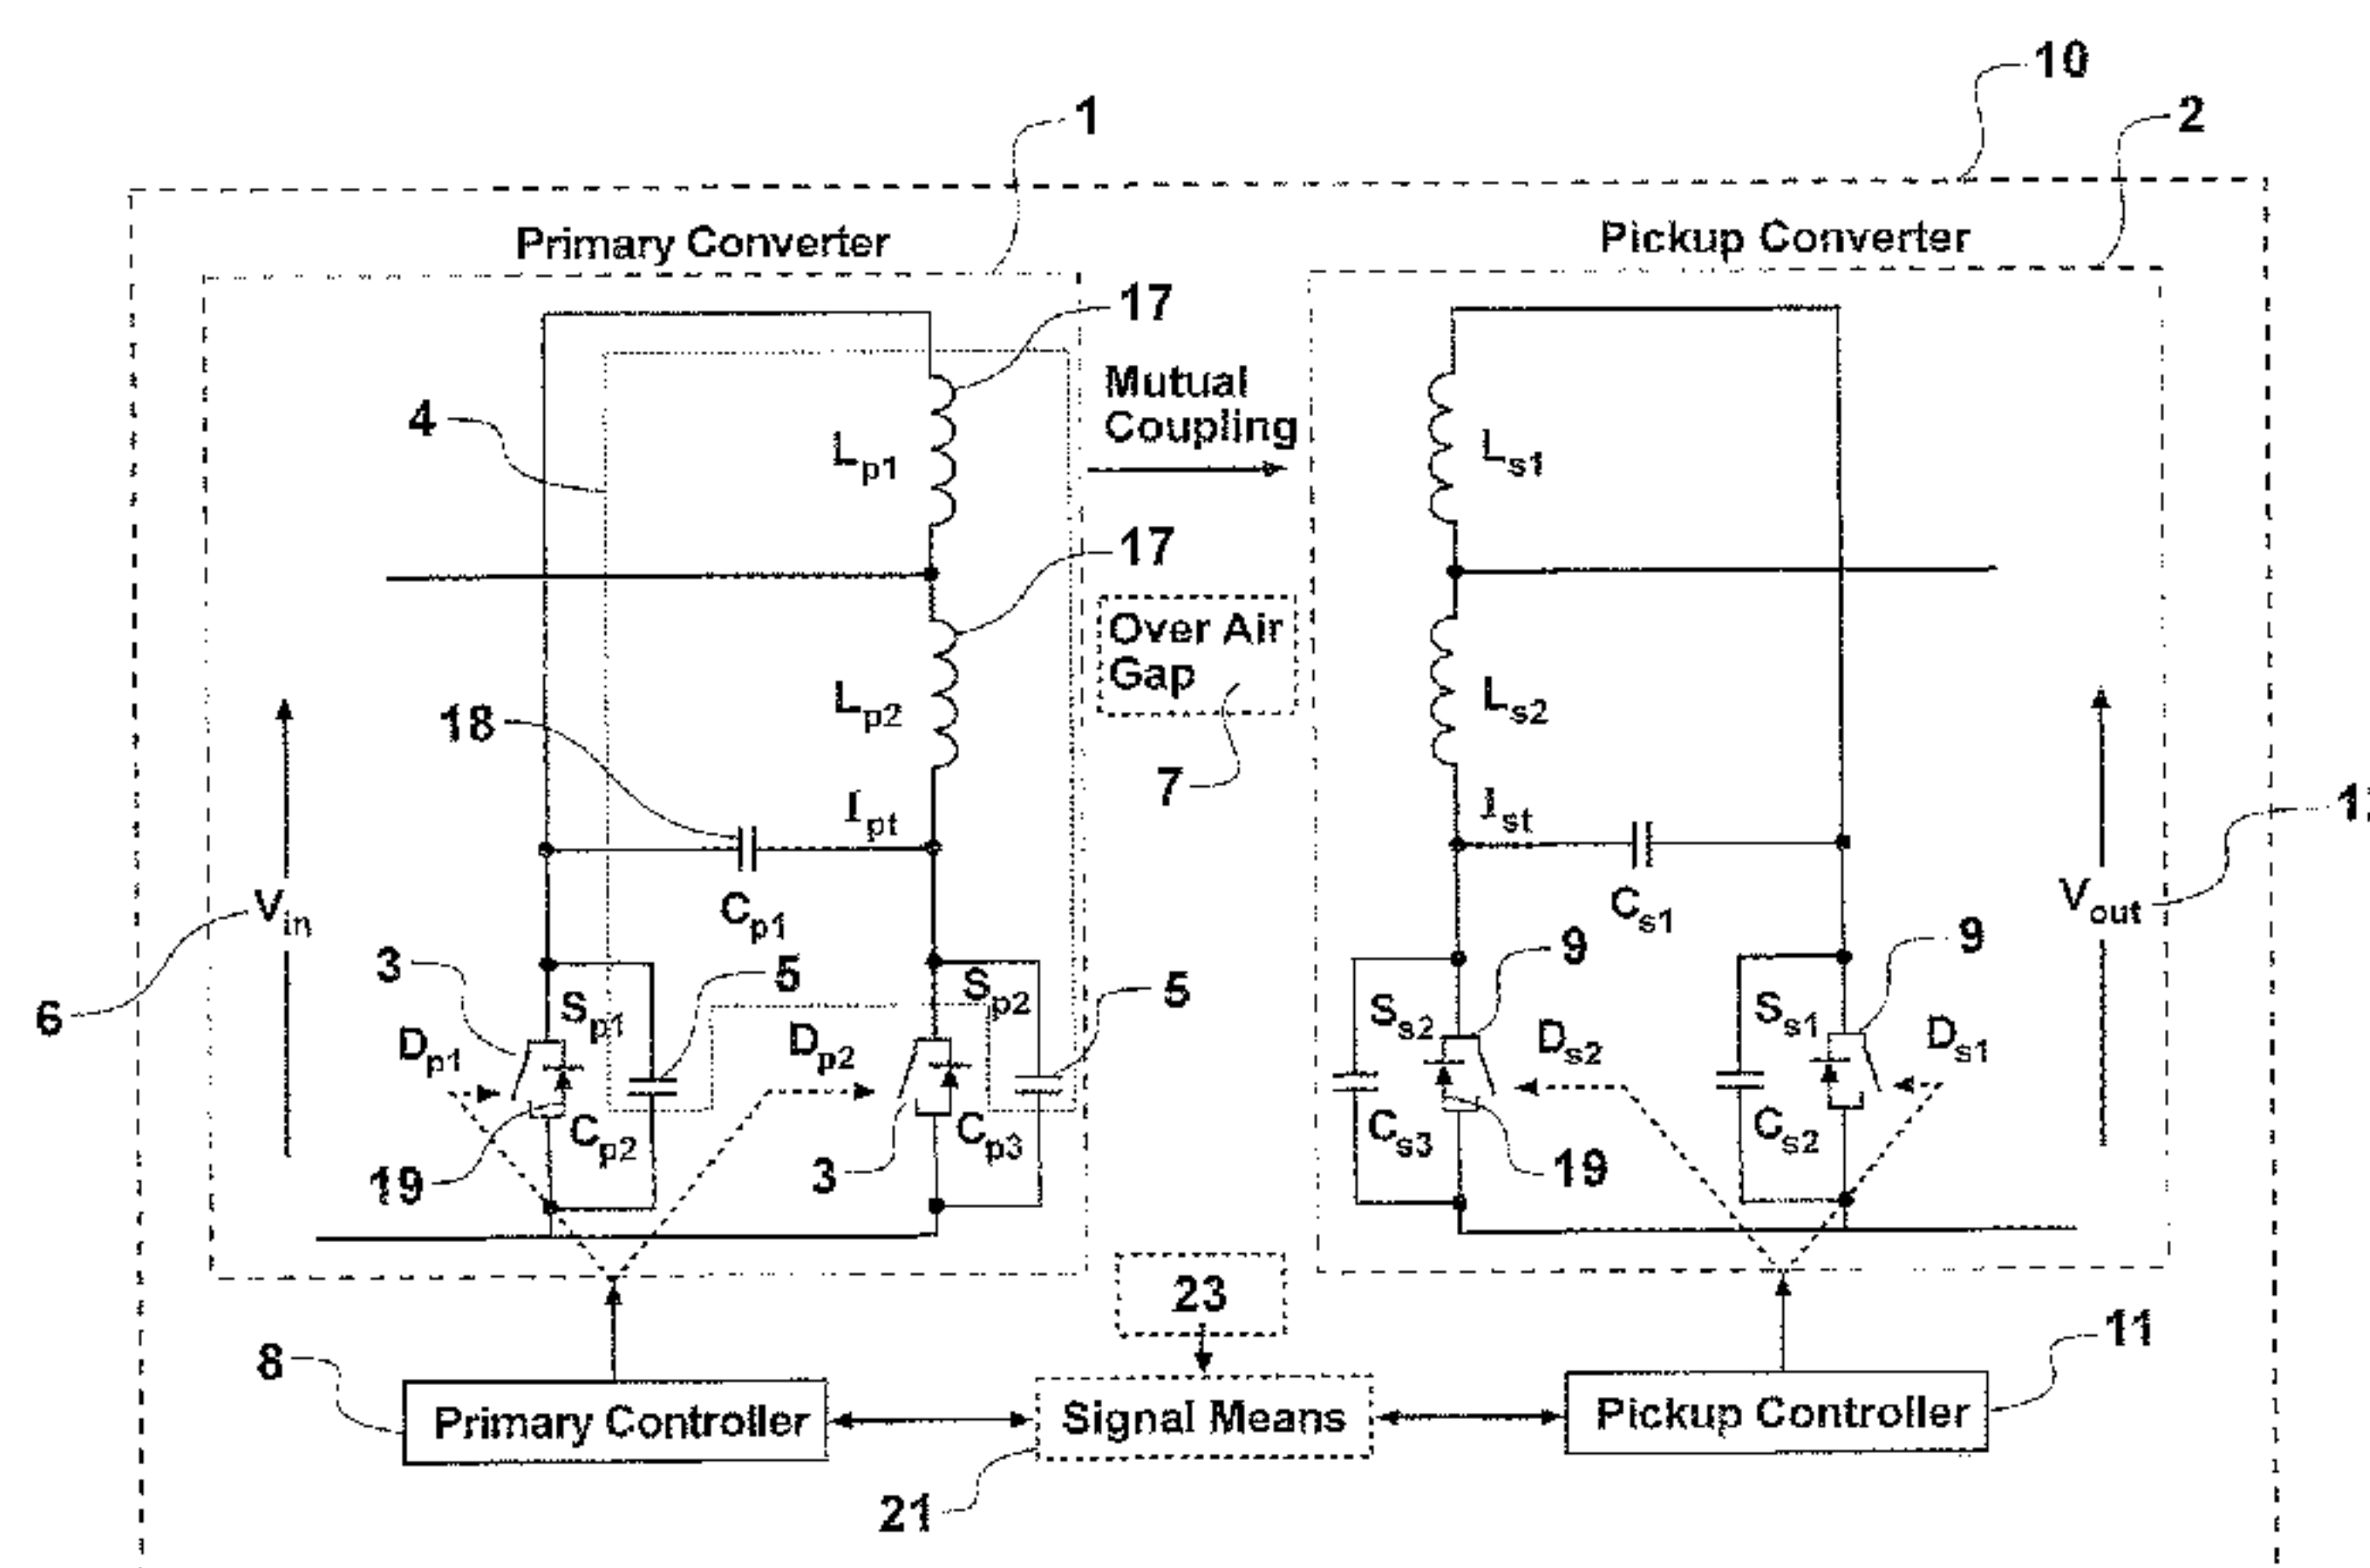 10
1
2
Primary Converter
Pickup Converter
17
4
Mutual
Coupling
Lp1
Ls1
17
Over Air
Gap
Lp2
Ls2
18
7
Ipt
Ist
Vin
Cp1
Cs1
Vout
3
5
9
9
6
Sp1
Sp2
5
Ss2
Ss1
Dp1
Dp2
Ds2
Ds1
19
Cp2
3
Cp3
Cs3
19
Cs2
23
8
11
Primary Controller
Signal Means
Pickup Controller
21